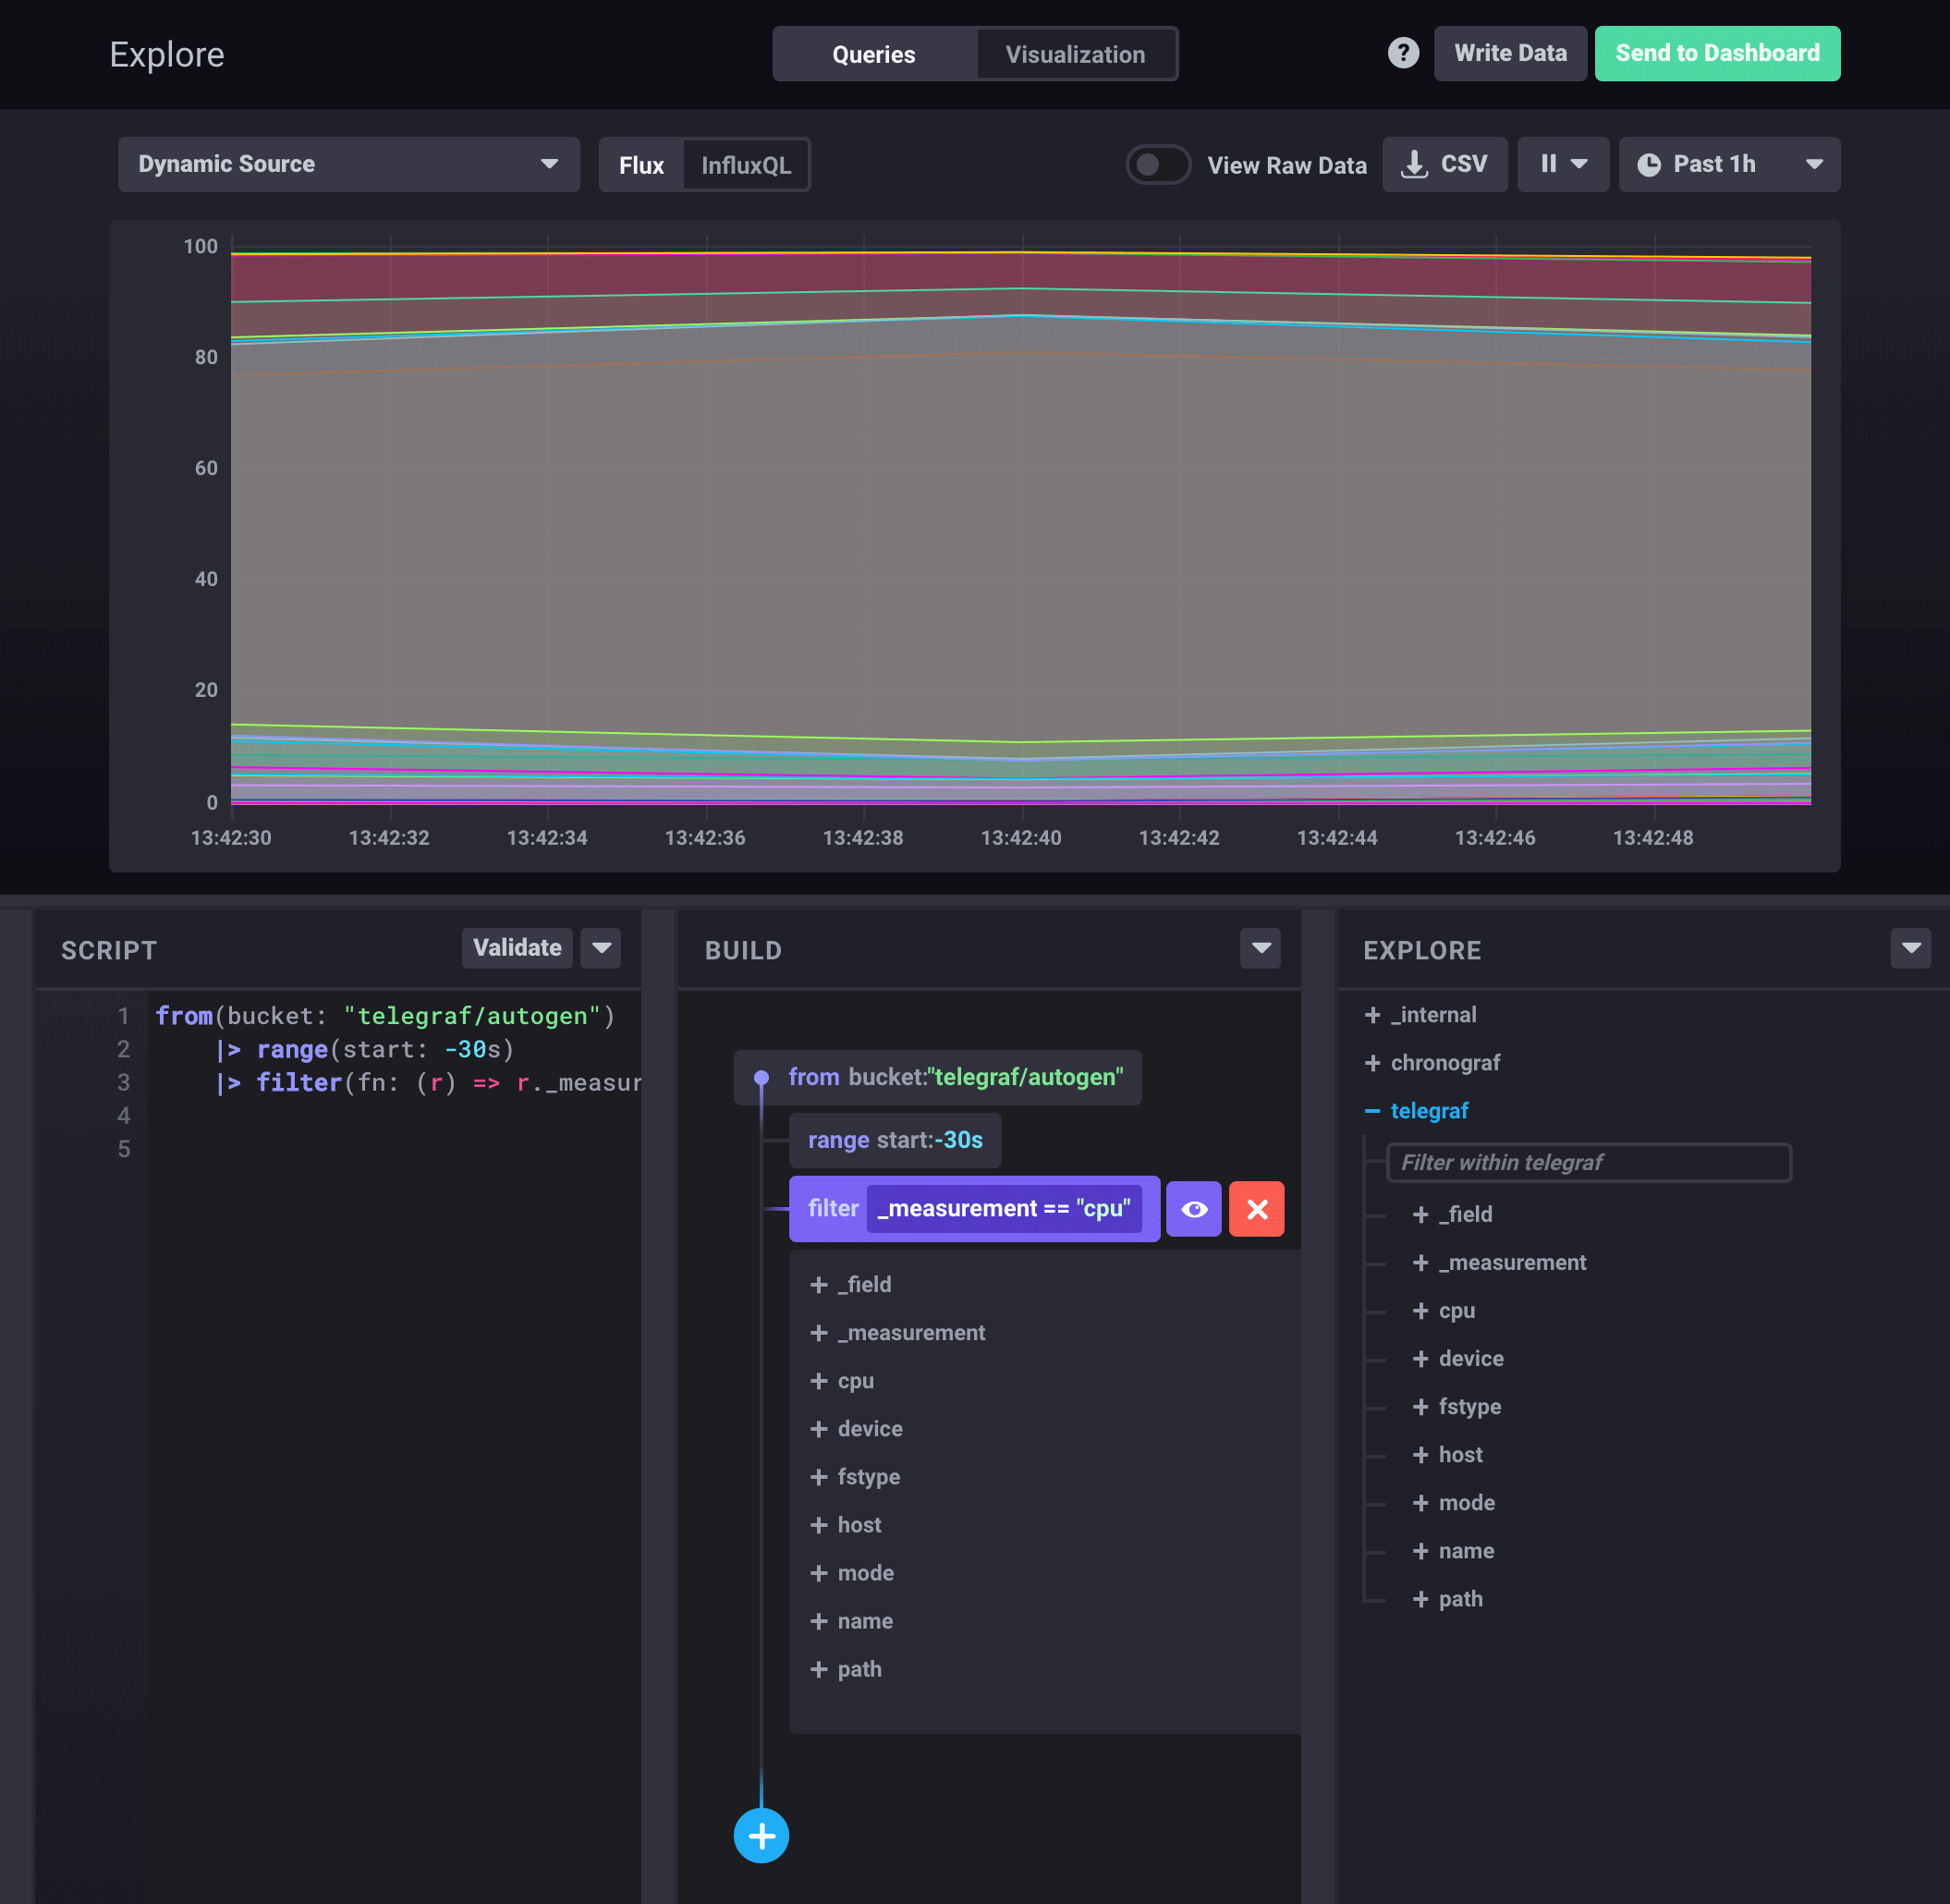 Explore
Queries
Visualization
?
Write Data
Send to Dashboard
Dynamic Source
Flux
InfluxQL
View Raw Data
CSV
Past 1h
100
80
60
40
20
0
13:42:30
13:42:32
13:42:34
13:42:36
13:42:38
13:42:40
13:42:42
13:42:44
13:42:46
13:42:48
SCRIPT
Validate
1 from(bucket: "telegraf/autogen")
2 |> range(start: -30s)
3 |> filter(fn: (r) => r._measur
4
5
BUILD
from bucket:"telegraf/autogen"
range start:-30s
filter _measurement == "cpu"
+ _field
+ _measurement
+ cpu
+ device
+ fstype
+ host
+ mode
+ name
+ path
EXPLORE
+ _internal
+ chronograf
− telegraf
Filter within telegraf
+ _field
+ _measurement
+ cpu
+ device
+ fstype
+ host
+ mode
+ name
+ path